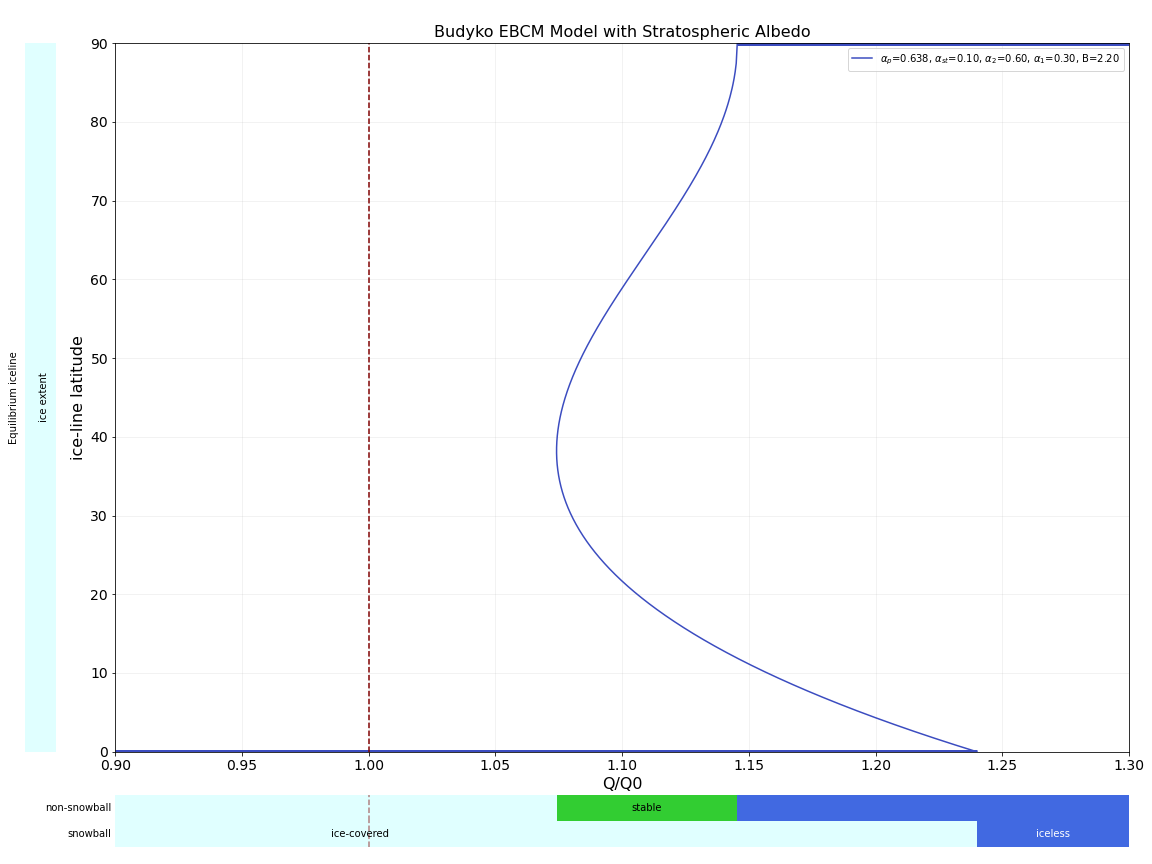 Budyko EBCM Model with Stratospheric Albedo
αp=0.638, αst=0.10, α2=0.60, α1=0.30, B=2.20
90
80
70
60
50
40
30
20
10
0
Equilibrium iceline
ice extent
ice-line latitude
0.90 0.95 1.00 1.05 1.10 1.15 1.20 1.25 1.30
Q/Q0
non-snowball stable
snowball ice-covered iceless